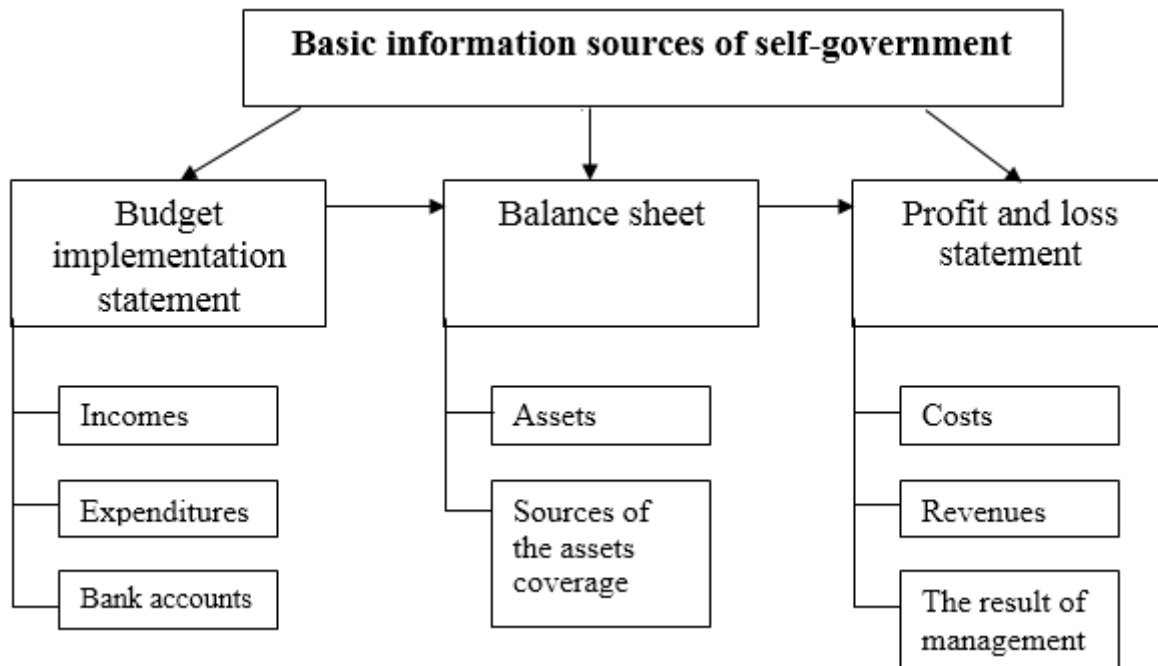 Basic information sources of self-government
Budget
implementation
statement
Balance sheet
Profit and loss
statement
Incomes
Expenditures
Bank accounts
Assets
Sources of
the assets
coverage
Costs
Revenues
The result of
management